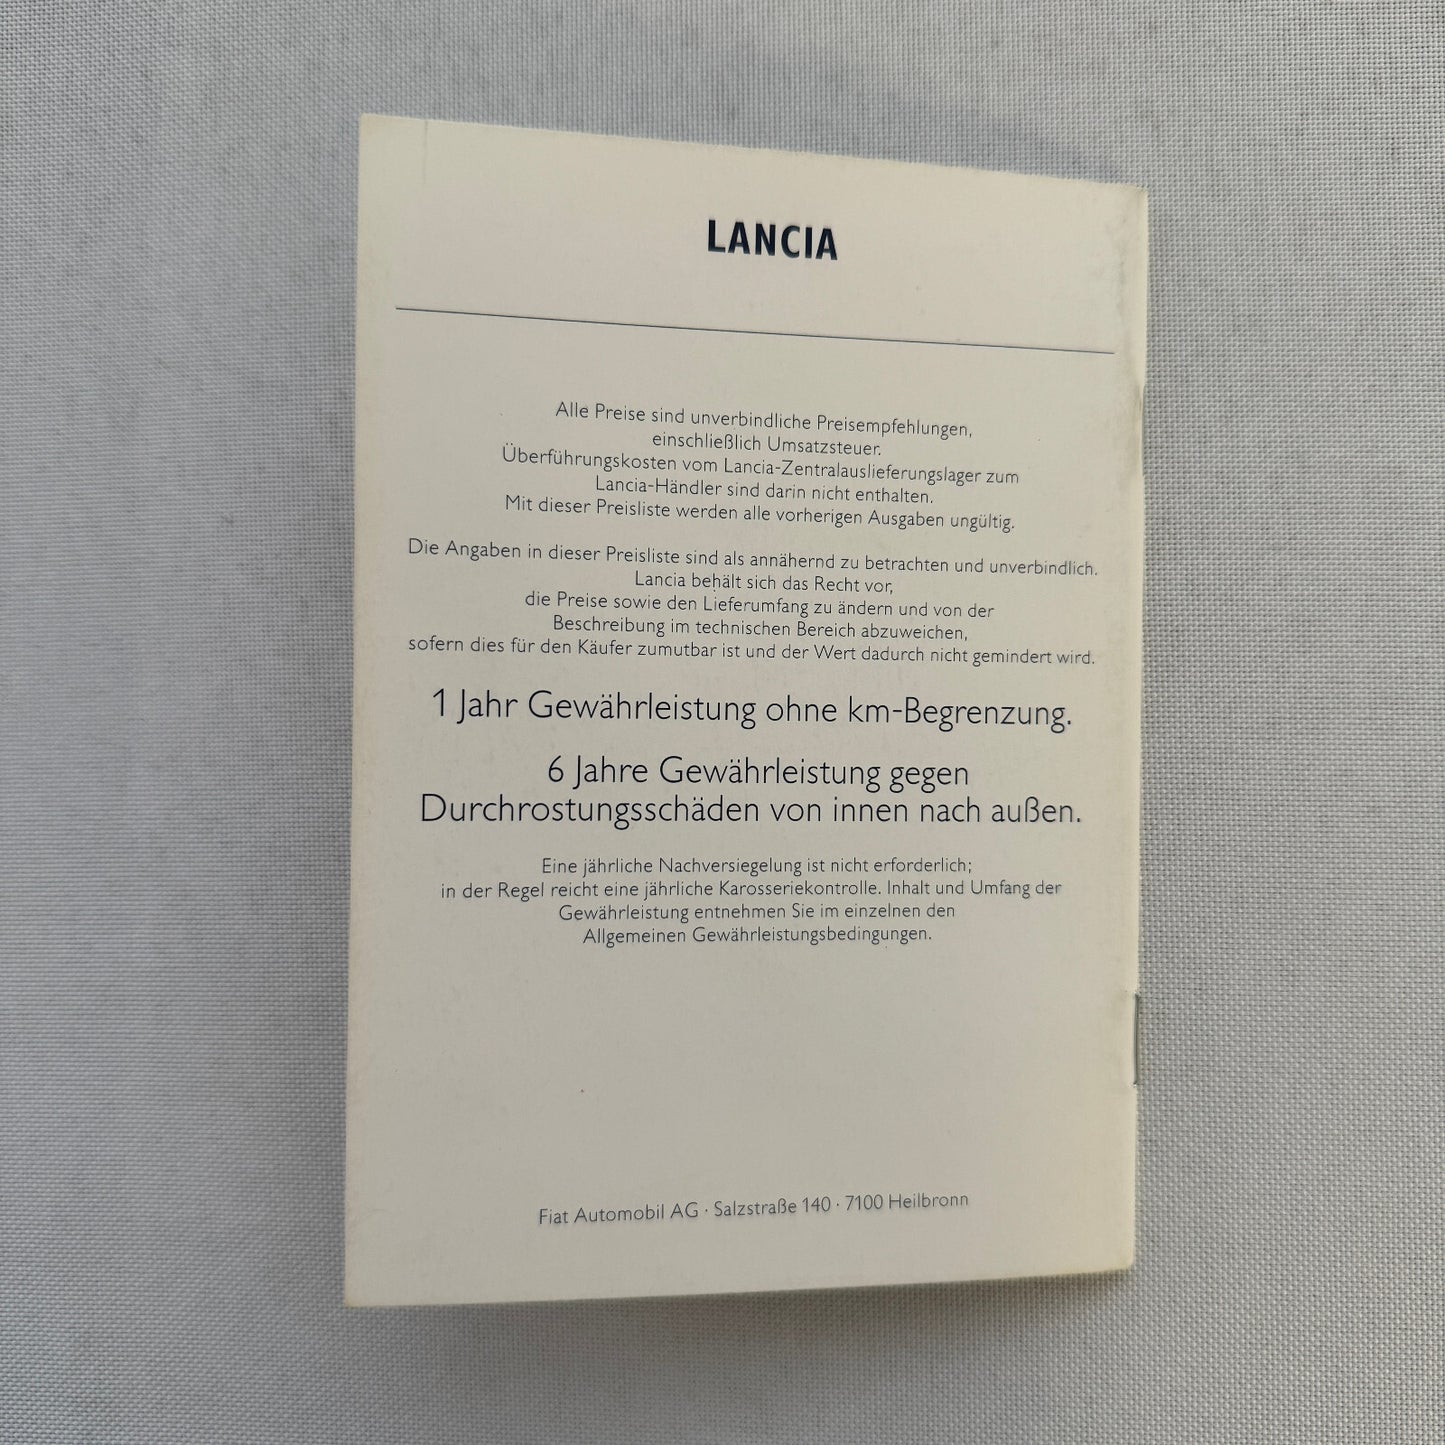 LANCIA
Alle Preise sind unverbindliche Preisempfehlungen,
einschließlich Umsatzsteuer.
Überführungskosten vom Lancia-Zentralauslieferungslager zum
Lancia-Händler sind darin nicht enthalten.
Mit dieser Preisliste werden alle vorherigen Ausgaben ungültig.
Die Angaben in dieser Preisliste sind als annähernd zu betrachten und unverbindlich.
Lancia behält sich das Recht vor,
die Preise sowie den Lieferumfang zu ändern und von der
Beschreibung im technischen Bereich abzuweichen,
sofern dies für den Käufer zumutbar ist und der Wert dadurch nicht gemindert wird.
1 Jahr Gewährleistung ohne km-Begrenzung.
6 Jahre Gewährleistung gegen
Durchrostungsschäden von innen nach außen.
Eine jährliche Nachversiegelung ist nicht erforderlich;
in der Regel reicht eine jährliche Karosseriekontrolle. Inhalt und Umfang der
Gewährleistung entnehmen Sie im einzelnen den
Allgemeinen Gewährleistungsbedingungen.
Fiat Automobil AG · Salzstraße 140 · 7100 Heilbronn